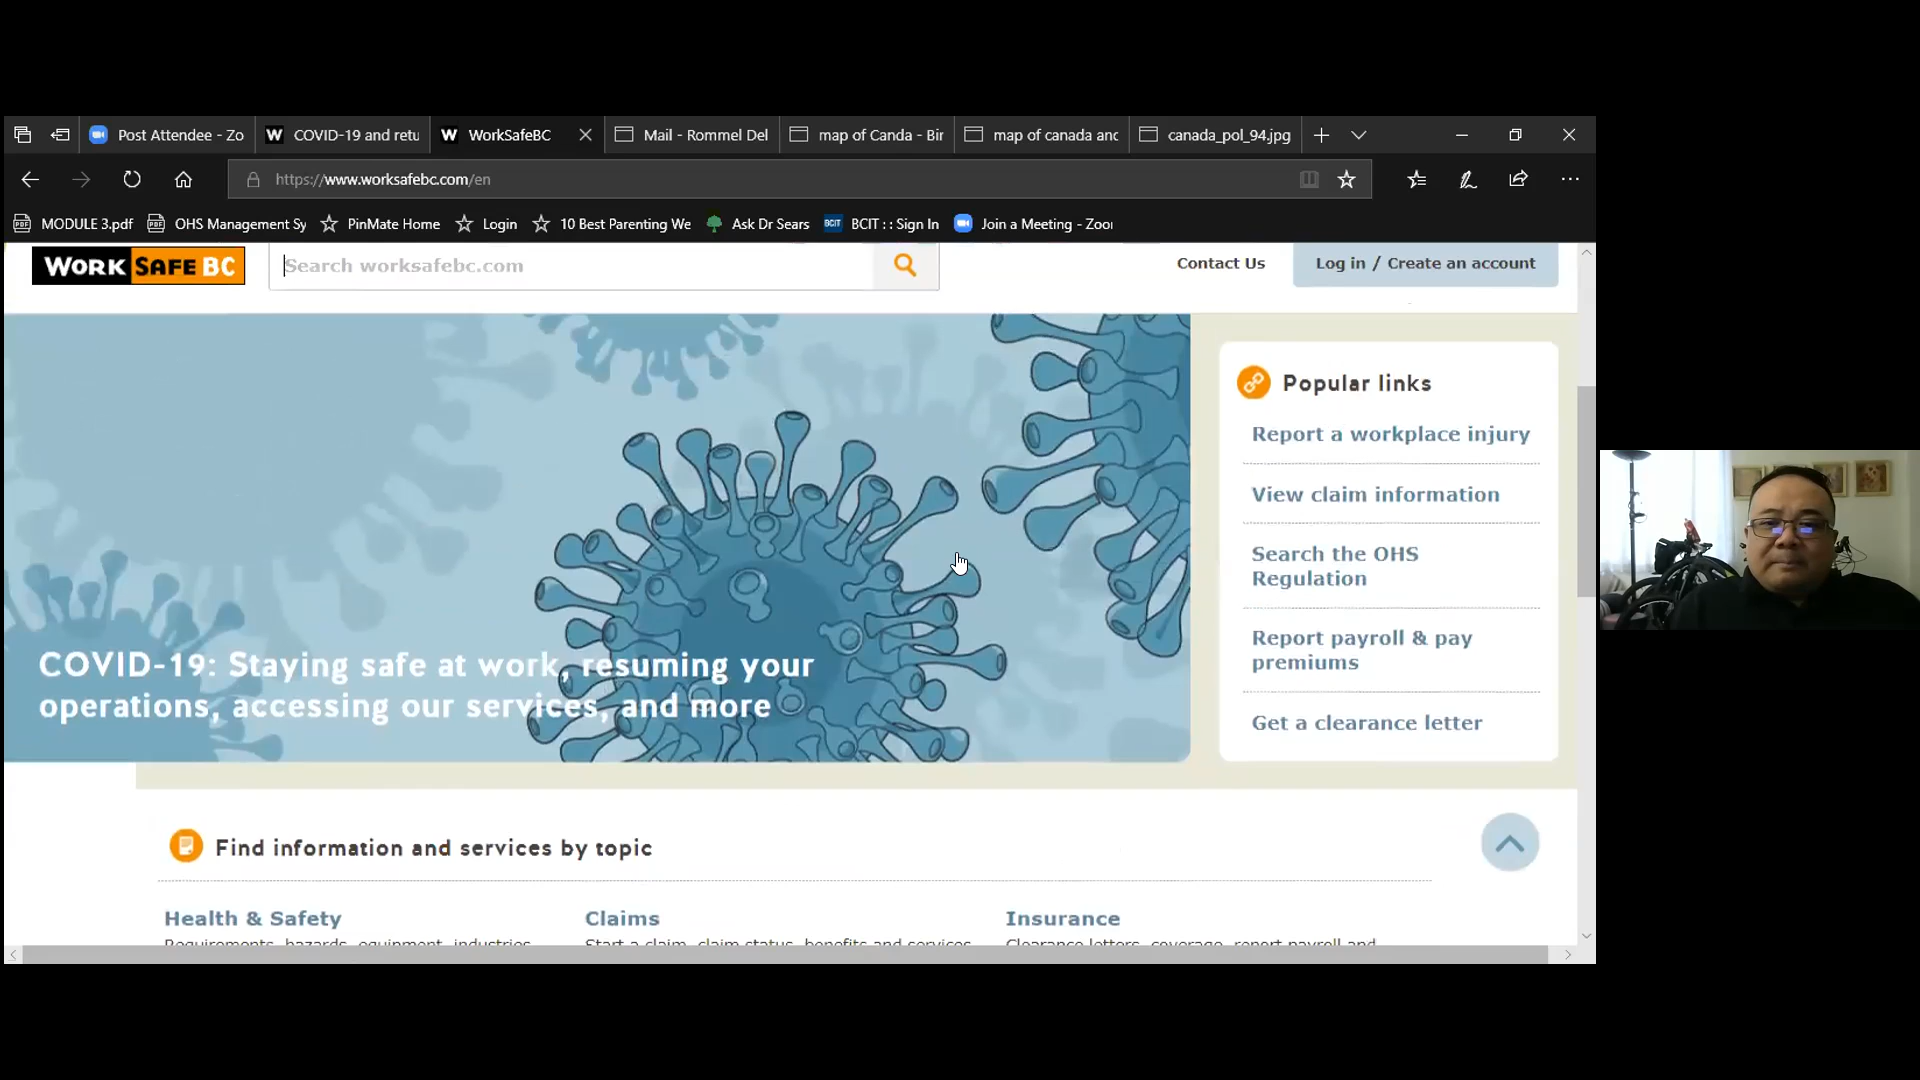 Post Attendee - Zo
COVID-19 and retu
WorkSafeBC
Mail - Rommel Del
map of Canda - Bir
map of canada anc
canada_pol_94.jpg
https://www.worksafebc.com/en
MODULE 3.pdf
OHS Management Sy
PinMate Home
Login
10 Best Parenting We
Ask Dr Sears
BCIT
BCIT : : Sign In
Join a Meeting - Zoor
WORK SAFE BC
Search worksafebc.com
Contact Us
Log in / Create an account
COVID-19: Staying safe at work, resuming your
operations, accessing our services, and more
Popular links
Report a workplace injury
View claim information
Search the OHS
Regulation
Report payroll & pay
premiums
Get a clearance letter
Find information and services by topic
Health & Safety
Claims
Insurance
Requirements, hazards, equipment, industries,
Start a claim, claim status, benefits and services
Clearance letters, coverage, report payroll and